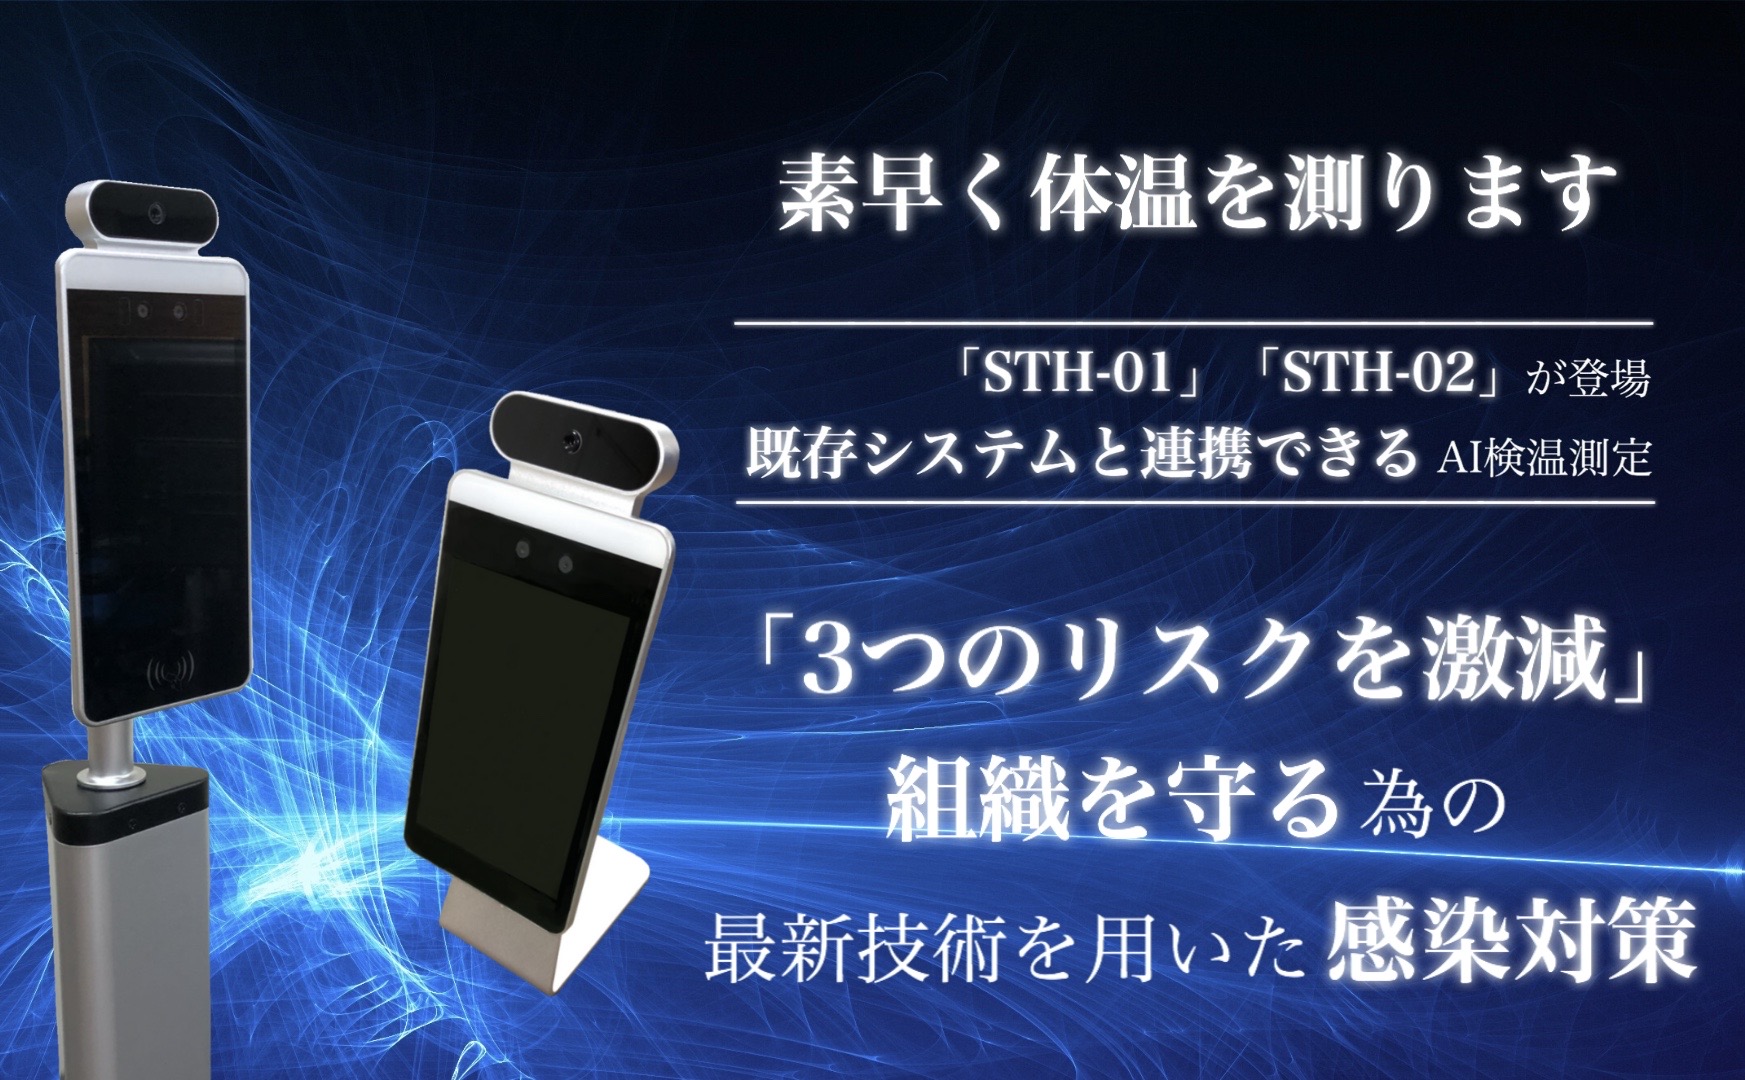 素早く体温を測ります
「STH-01」「STH-02」が登場
既存システムと連携できる AI検温測定
「3つのリスクを激減」
組織を守る為の
最新技術を用いた感染対策